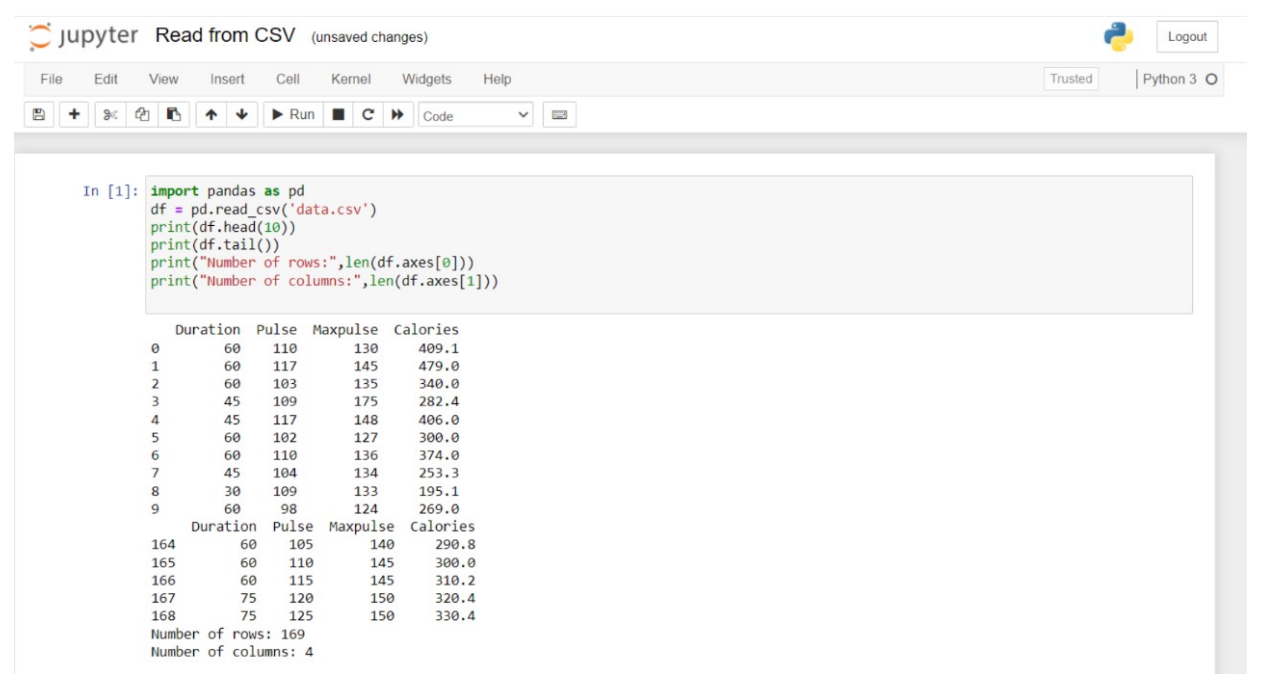 jupyter Read from CSV (unsaved changes) Logout
File Edit View Insert Cell Kernel Widgets Help Trusted Python 3
Run Code
In [1]: import pandas as pd
df = pd.read_csv('data.csv')
print(df.head(10))
print(df.tail())
print("Number of rows:",len(df.axes[0]))
print("Number of columns:",len(df.axes[1]))
Duration Pulse Maxpulse Calories
0 60 110 130 409.1
1 60 117 145 479.0
2 60 103 135 340.0
3 45 109 175 282.4
4 45 117 148 406.0
5 60 102 127 300.0
6 60 110 136 374.0
7 45 104 134 253.3
8 30 109 133 195.1
9 60 98 124 269.0
Duration Pulse Maxpulse Calories
164 60 105 140 290.8
165 60 110 145 300.0
166 60 115 145 310.2
167 75 120 150 320.4
168 75 125 150 330.4
Number of rows: 169
Number of columns: 4